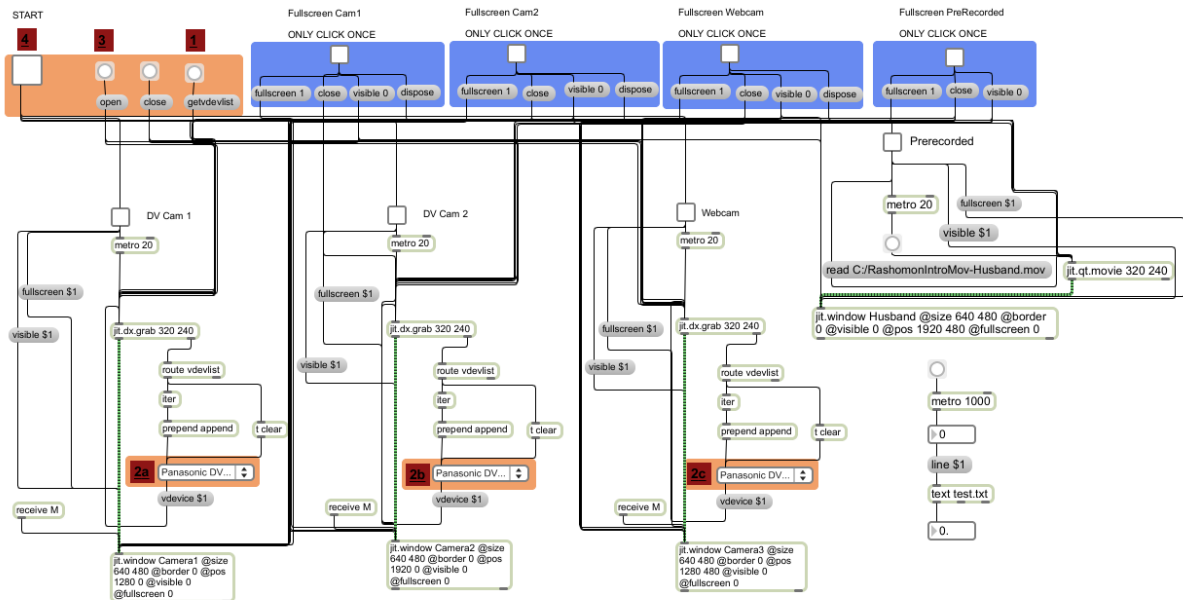 START
Fullscreen Cam1
Fullscreen Cam2
Fullscreen Webcam
Fullscreen PreRecorded
ONLY CLICK ONCE
ONLY CLICK ONCE
ONLY CLICK ONCE
4
3
1
open
close
getvdevlist
fullscreen 1
close
visible 0
dispose
fullscreen 1
close
visible 0
dispose
fullscreen 1
close
visible 0
dispose
fullscreen 1
close
visible 0
DV Cam 1
metro 20
fullscreen $1
visible $1
jit.dx.grab 320 240
route vdevlist
iter
prepend append
t clear
2a
Panasonic DV...
vdevice $1
receive M
jit.window Camera1 @size
640 480 @border 0 @pos
1280 0 @visible 0
@fullscreen 0
DV Cam 2
metro 20
fullscreen $1
visible $1
jit.dx.grab 320 240
route vdevlist
iter
prepend append
t clear
2b
Panasonic DV...
vdevice $1
receive M
jit.window Camera2 @size
640 480 @border 0 @pos
1920 0 @visible 0
@fullscreen 0
Webcam
metro 20
fullscreen $1
visible $1
jit.dx.grab 320 240
route vdevlist
iter
prepend append
t clear
2c
Panasonic DV...
vdevice $1
receive M
jit.window Camera3 @size
640 480 @border 0 @pos
1280 480 @visible 0
@fullscreen 0
Prerecorded
metro 20
fullscreen $1
visible $1
read C:/RashomonIntroMov-Husband.mov
jit.qt.movie 320 240
jit.window Husband @size 640 480 @border
0 @visible 0 @pos 1920 480 @fullscreen 0
metro 1000
0
line $1
text test.txt
0.